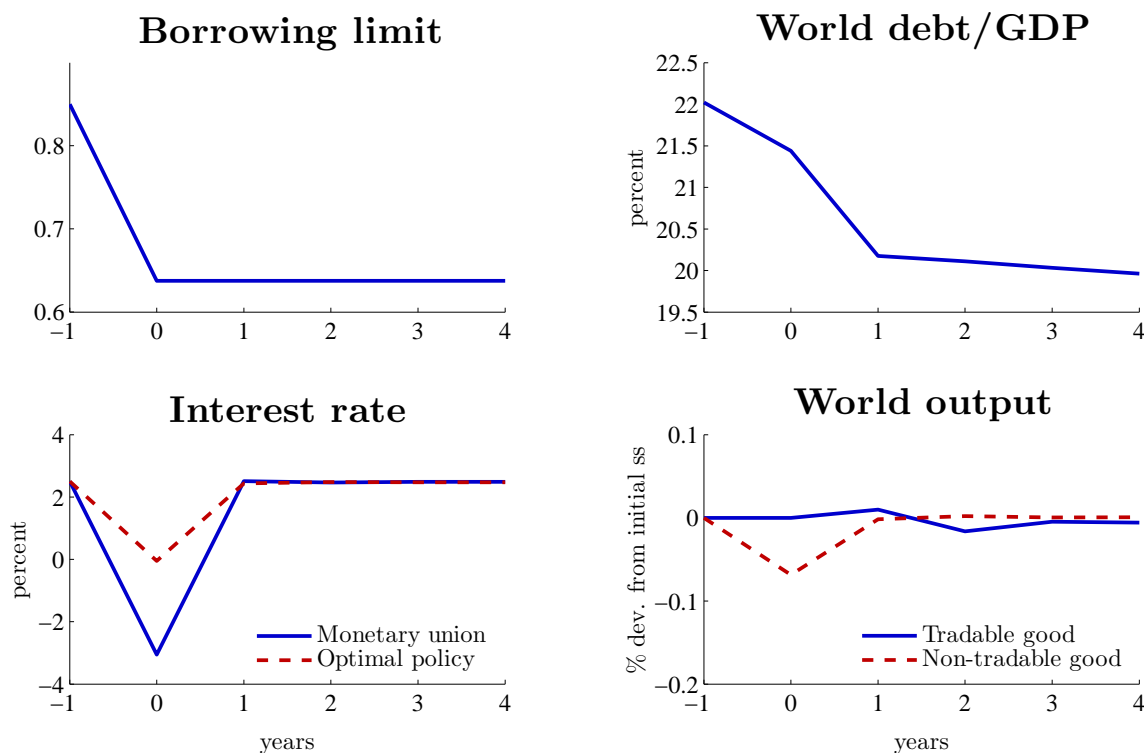 Borrowing limit
0.8
0.7
0.6
−1 0 1 2 3 4
World debt/GDP
percent
22.5
22
21.5
21
20.5
20
19.5
−1 0 1 2 3 4
Interest rate
percent
4
2
0
−2
−4
Monetary union
Optimal policy
−1 0 1 2 3 4
years
World output
% dev. from initial ss
0.1
0
−0.1
−0.2
Tradable good
Non-tradable good
−1 0 1 2 3 4
years